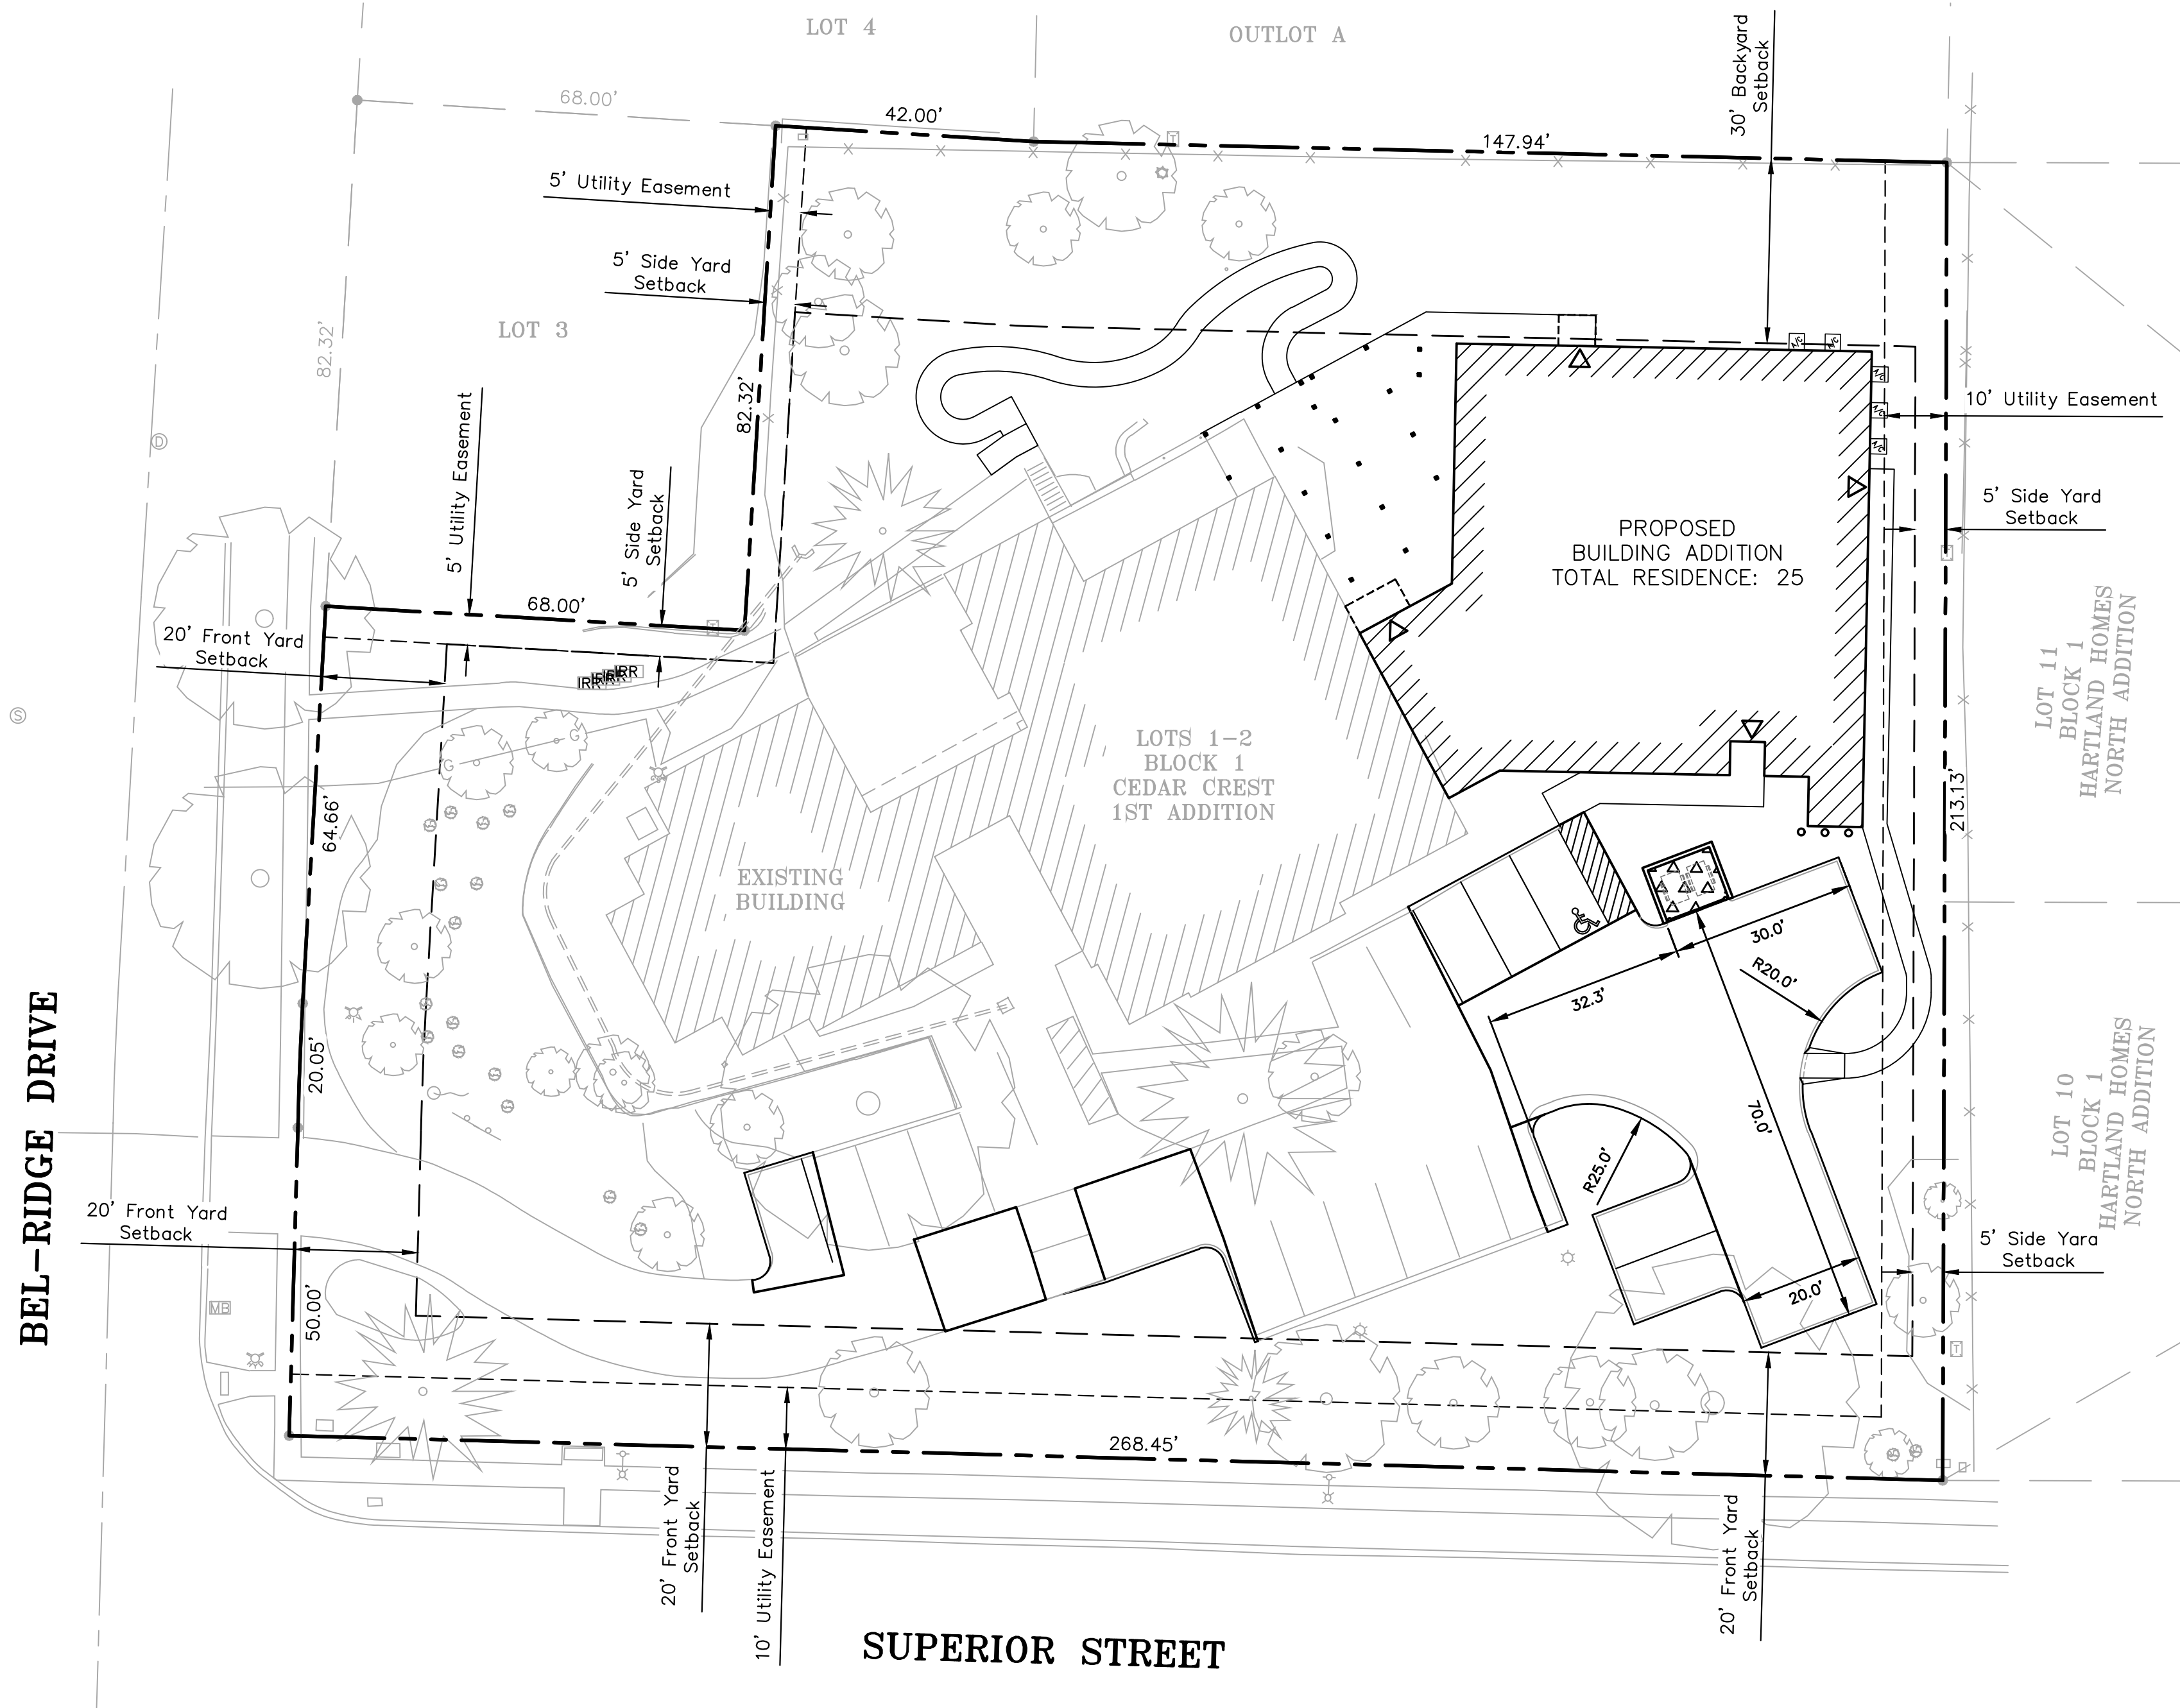 LOT 4
OUTLOT A
30' Backyard
Setback
68.00'
42.00'
147.94'
5' Utility Easement
5' Side Yard
Setback
LOT 3
82.32'
82.32'
5' Utility Easement
5' Side Yard
Setback
10' Utility Easement
5' Side Yard
Setback
PROPOSED
BUILDING ADDITION
TOTAL RESIDENCE: 25
D
S
68.00'
20' Front Yard
Setback
IRR
IRR
IRR
IRR
G
G
LOTS 1-2
BLOCK 1
CEDAR CREST
1ST ADDITION
EXISTING
BUILDING
LOT 11
BLOCK 1
HARTLAND HOMES
NORTH ADDITION
213.13'
64.66'
20.05'
50.00'
30.0'
R20.0'
32.3'
70.0'
R25.0'
20.0'
LOT 10
BLOCK 1
HARTLAND HOMES
NORTH ADDITION
BEL-RIDGE DRIVE
20' Front Yard
Setback
MB
5' Side Yara
Setback
T
T
T
268.45'
20' Front Yard
Setback
10' Utility Easement
20' Front Yard
Setback
SUPERIOR STREET